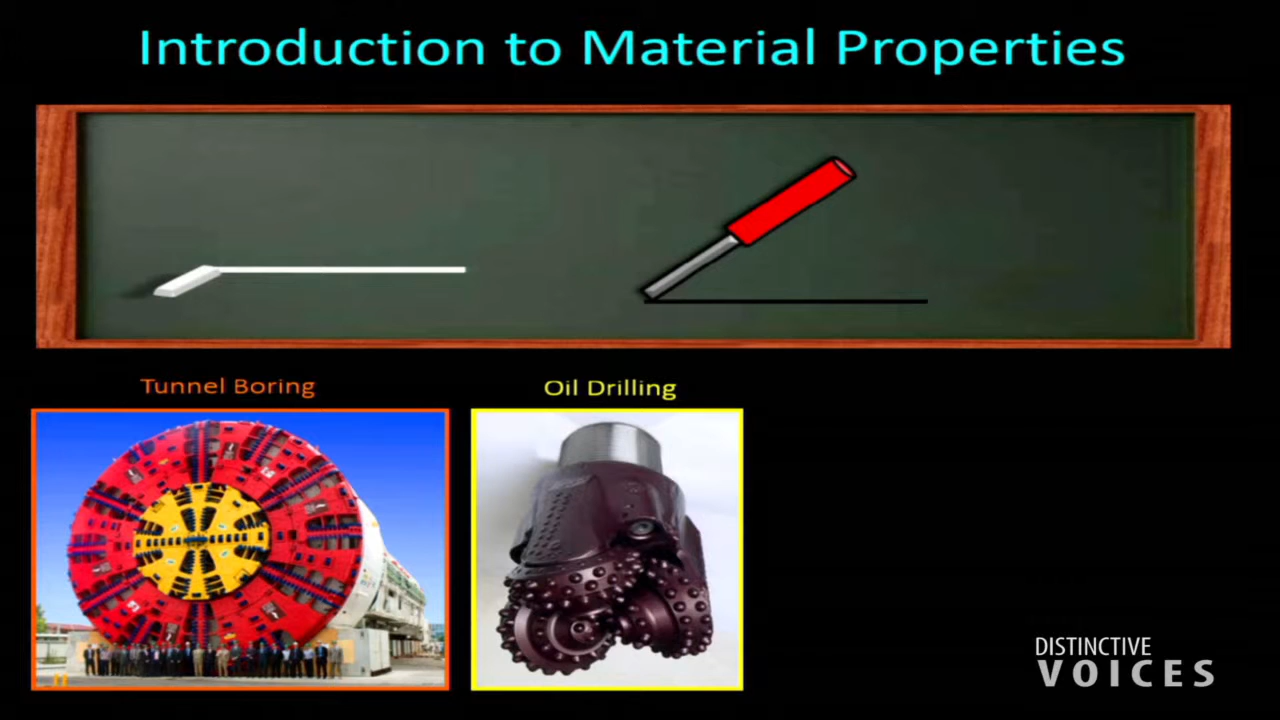 Introduction to Material Properties
Tunnel Boring
Oil Drilling
DISTINCTIVE
VOICES